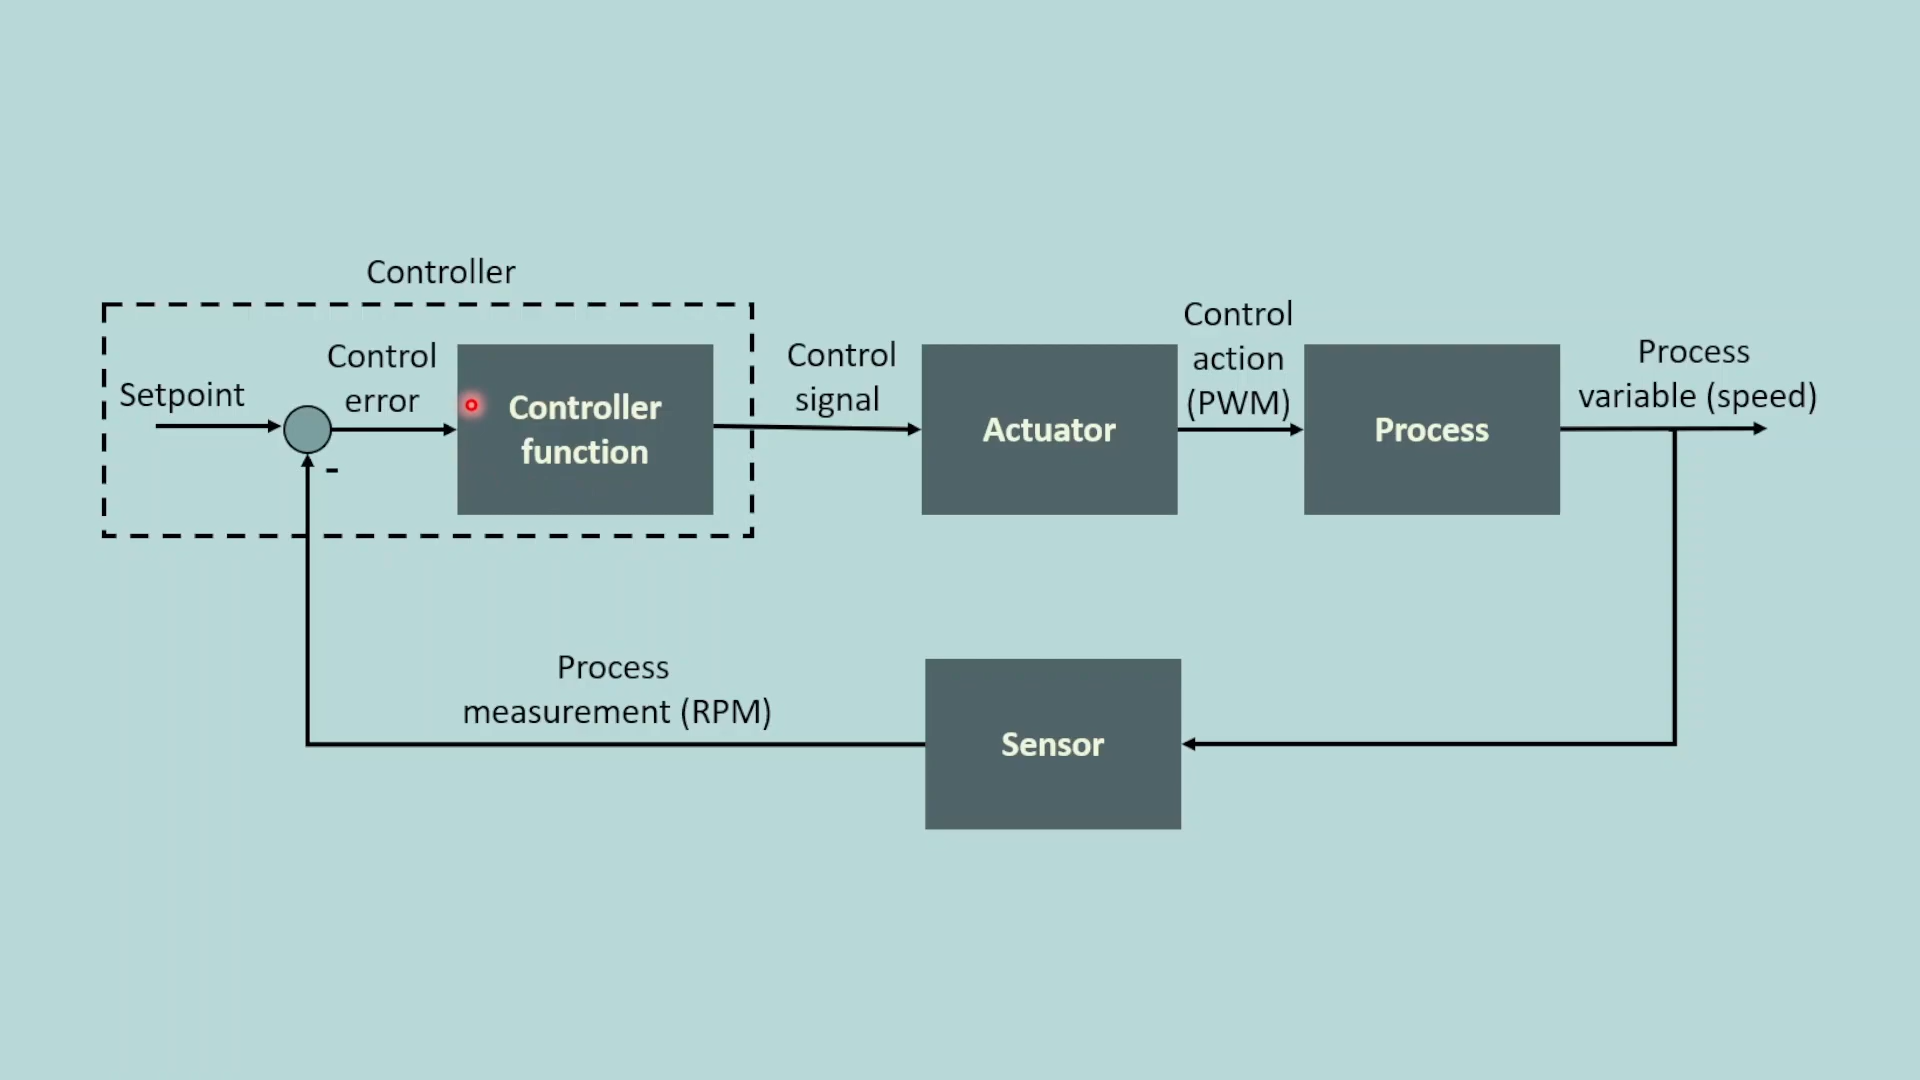 Controller
Setpoint
Control
error
-
Controller
function
Control
signal
Actuator
Control
action
(PWM)
Process
Process
variable (speed)
Process
measurement (RPM)
Sensor